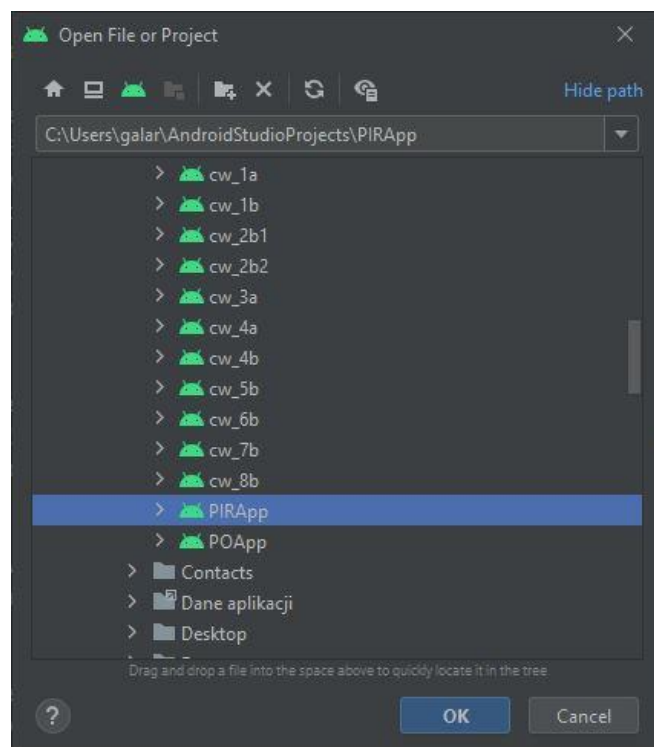 Open File or Project
Hide path
C:\Users\galar\AndroidStudioProjects\PIRApp
cw_1a
cw_1b
cw_2b1
cw_2b2
cw_3a
cw_4a
cw_4b
cw_5b
cw_6b
cw_7b
cw_8b
PIRApp
POApp
Contacts
Dane aplikacji
Desktop
Drag and drop a file into the space above to quickly locate it in the tree
?
OK
Cancel